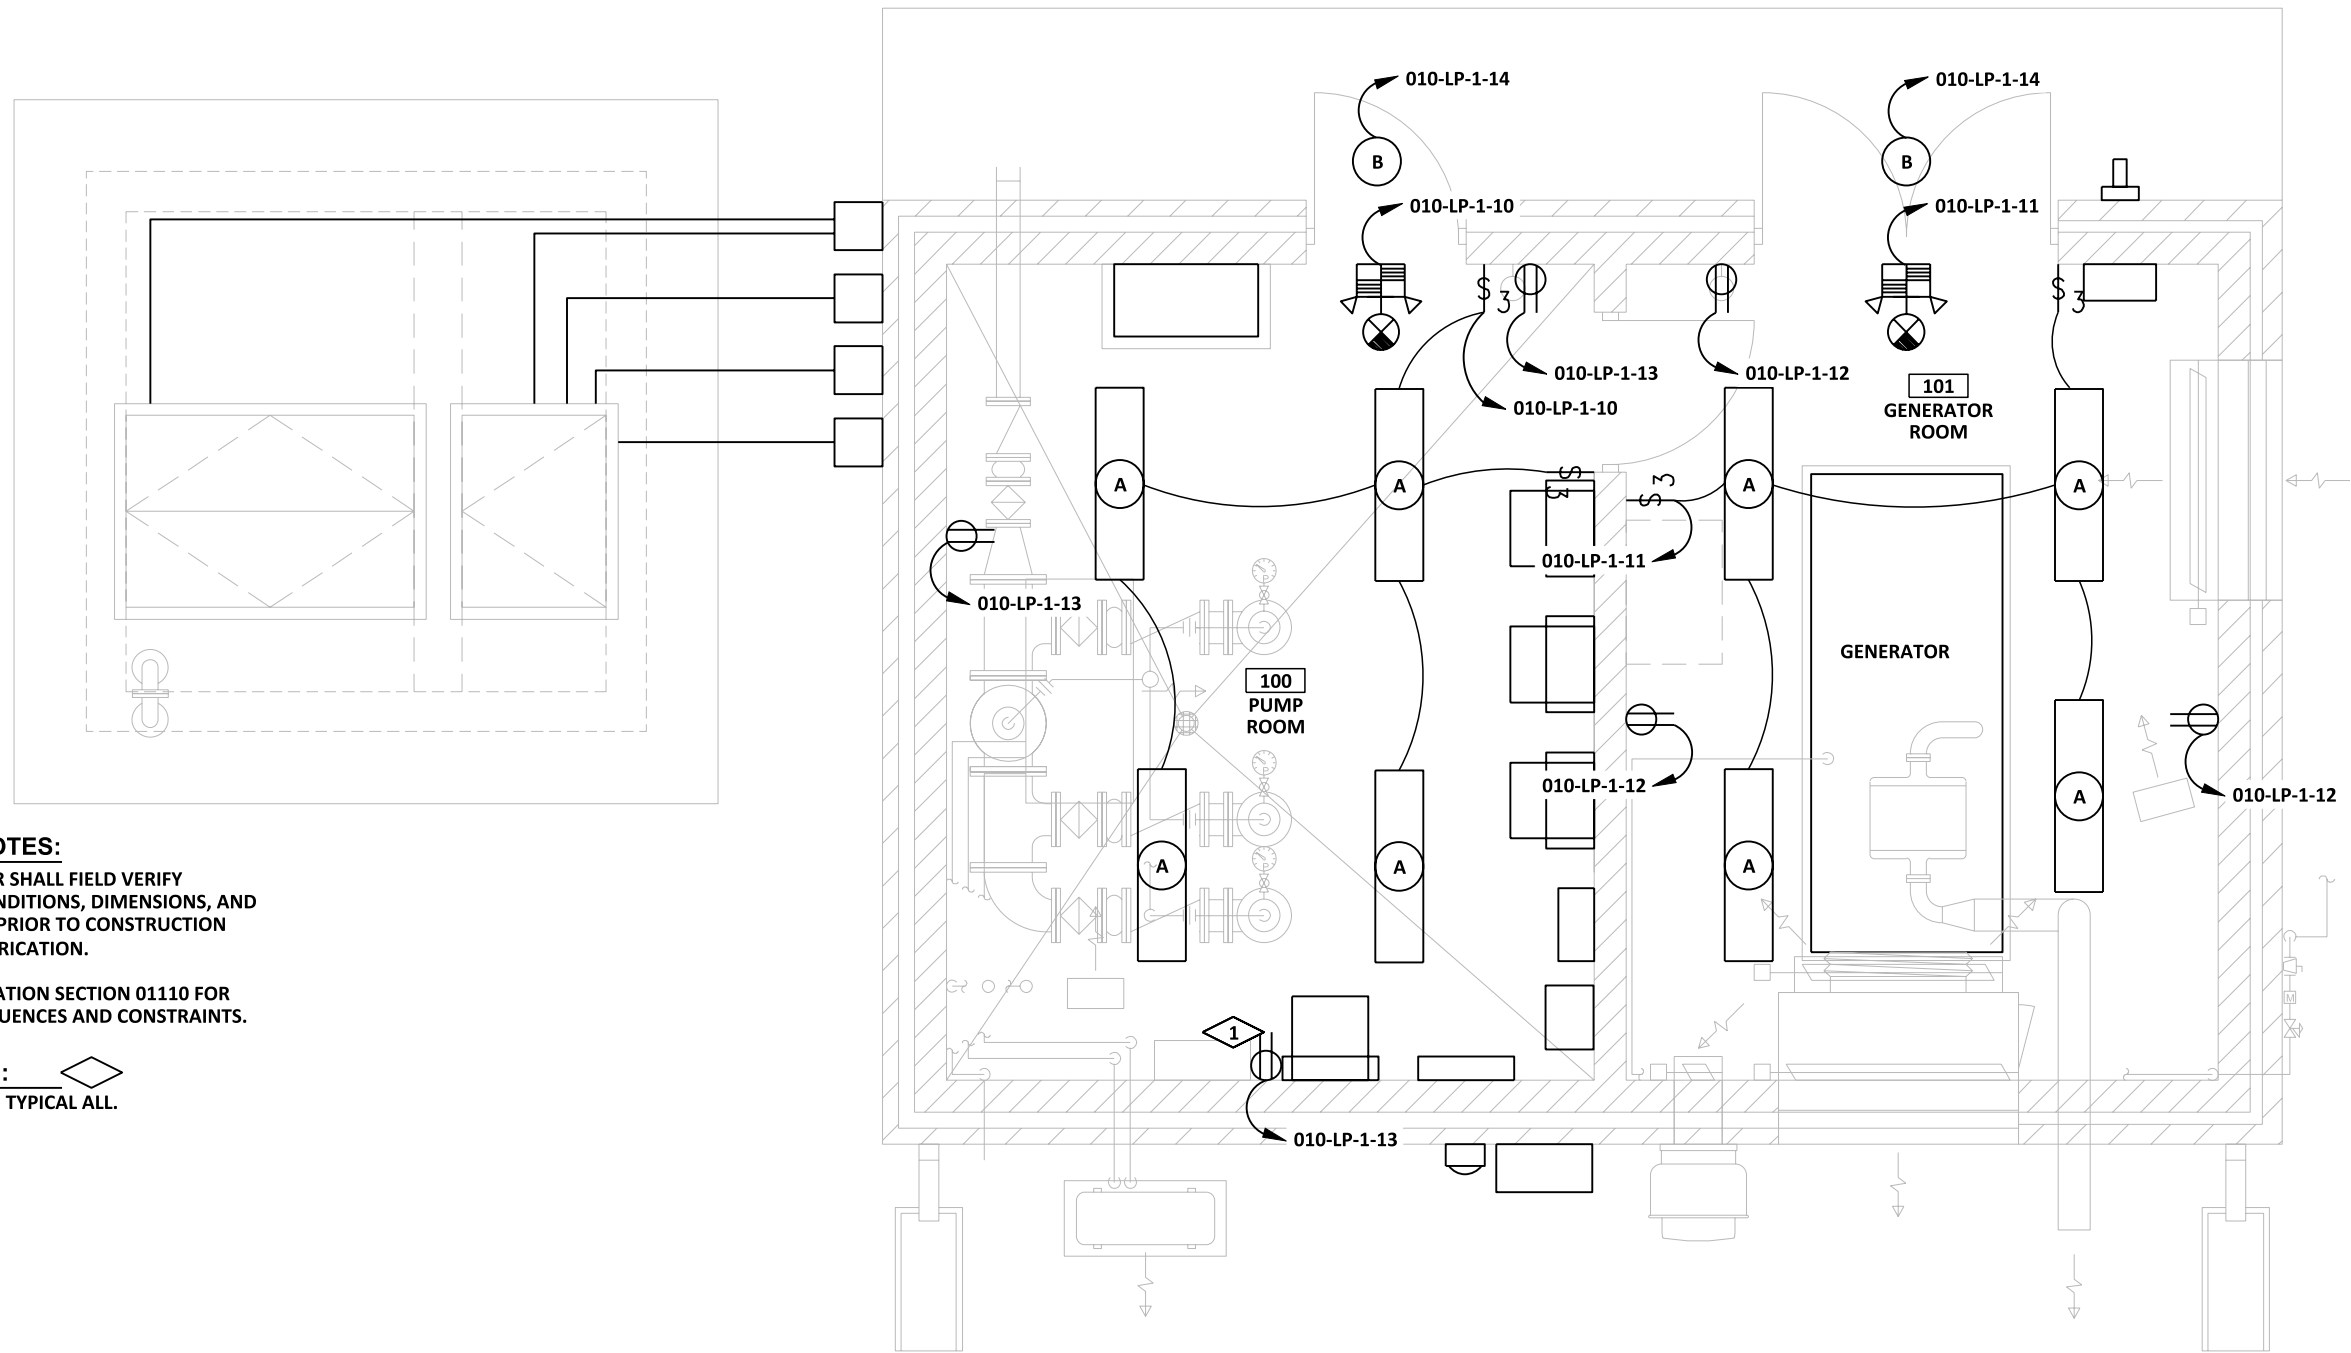 010-LP-1-14
010-LP-1-14
B
B
010-LP-1-10
010-LP-1-11
S
3
S
3
010-LP-1-13
010-LP-1-12
101
GENERATOR
ROOM
010-LP-1-10
A
A
S
3
S
3
A
A
010-LP-1-11
010-LP-1-13
GENERATOR
100
PUMP
ROOM
010-LP-1-12
A
010-LP-1-12
A
A
A
M
1
010-LP-1-13
OTES:
R SHALL FIELD VERIFY
NDITIONS, DIMENSIONS, AND
PRIOR TO CONSTRUCTION
RICATION.
ATION SECTION 01110 FOR
UENCES AND CONSTRAINTS.
:
TYPICAL ALL.